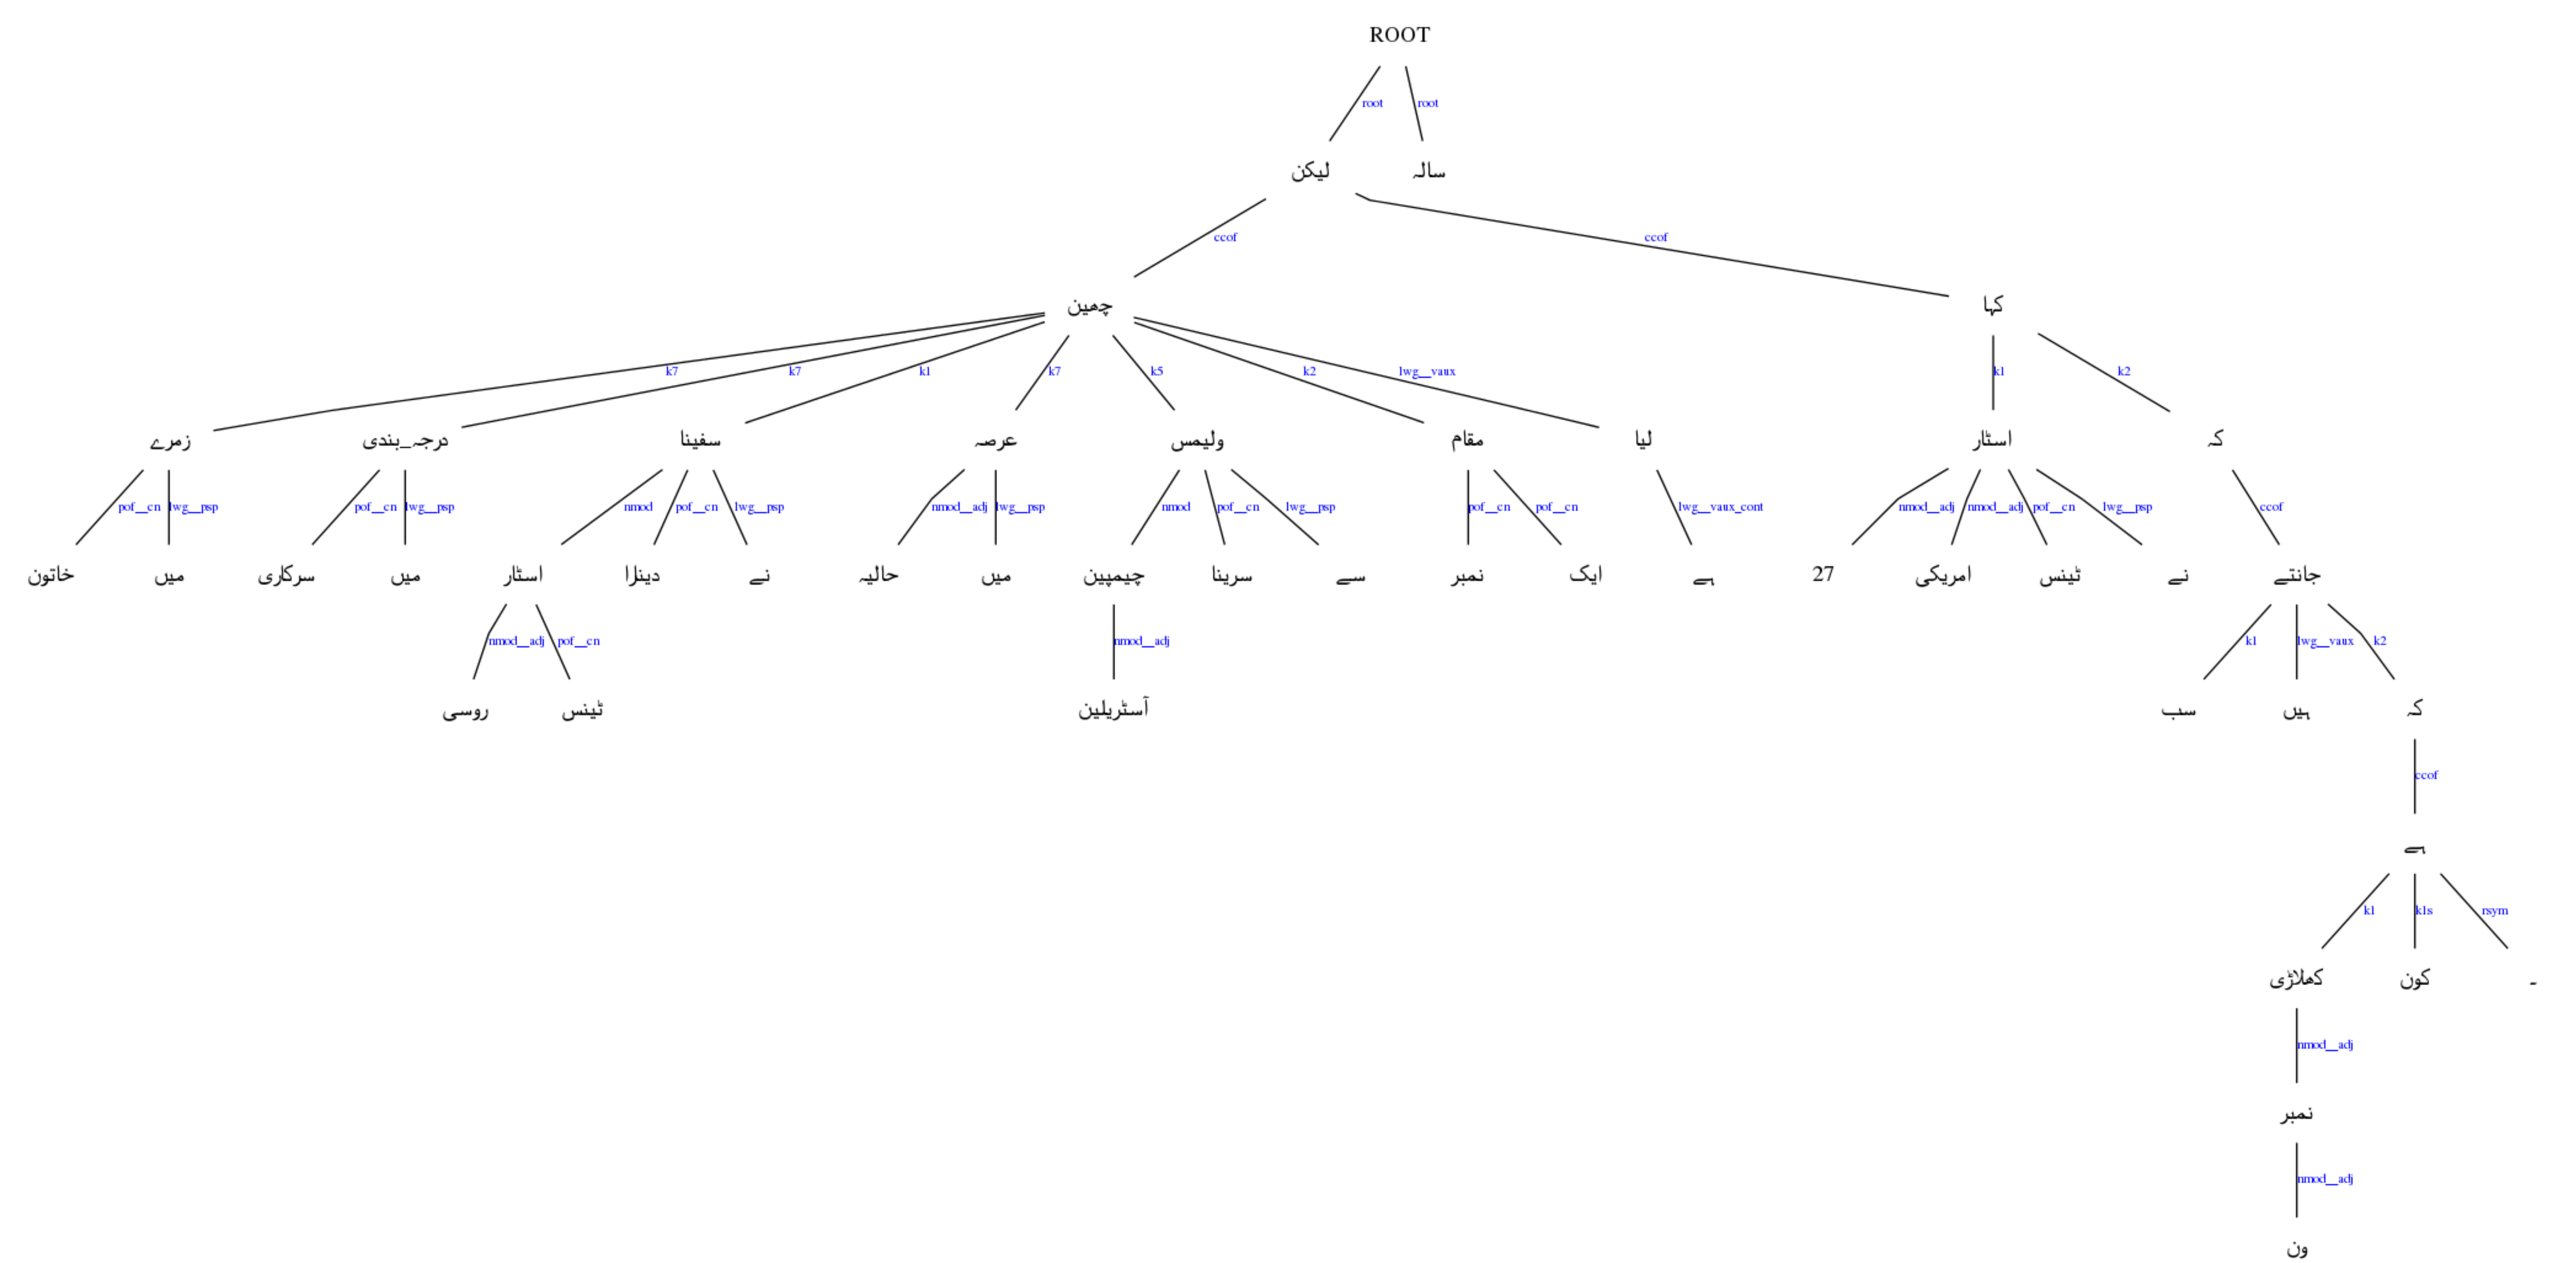 ROOT
root root
لیکن سالہ
ccof ccof
چھین کہا
k7 k7 k1 k7 k5 k2 lwg__vaux k1 k2
زمرے درجہ_بندی سفینا عرصہ ولیمس مقام لیا اسٹار کہ
pof__cn lwg__psp pof__cn lwg__psp nmod pof__cn lwg__psp nmod__adj lwg__psp nmod pof__cn lwg__psp pof__cn pof__cn lwg__vaux_cont nmod__adj nmod__adj pof__cn lwg__psp ccof
خاتون میں سرکاری میں اسٹار نے حالیہ میں چیمپین سرینا سے نمبر ایک ہے 27 امریکی ٹینس نے جانتے
nmod__adj pof__cn nmod__adj k1 lwg__vaux k2
روسی ٹینس آسٹریلین سب ہیں کہ
ccof
ہے
k1 k1s rsym
کھلاڑی کون ۔
nmod__adj
نمبر
nmod__adj
ون